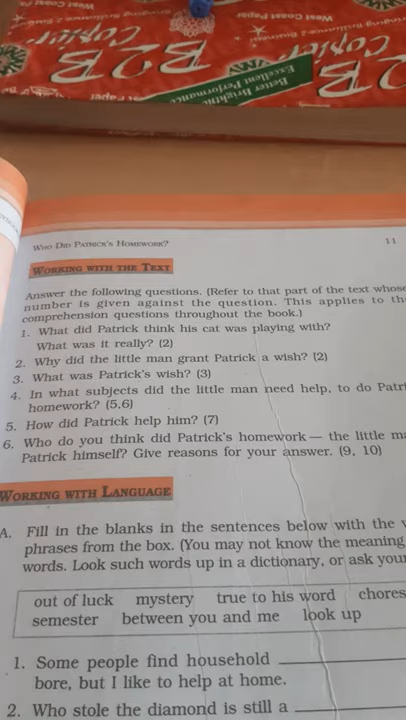 West Coast Paper
B2B
Copier
Better Brightness
Excellent Performance
WHO DID PATRICK'S HOMEWORK? 11
WORKING WITH THE TEXT
Answer the following questions. (Refer to that part of the text whose
number is given against the question. This applies to
comprehension questions throughout the book.)
1. What did Patrick think his cat was playing with?
What was it really? (2)
2. Why did the little man grant Patrick a wish? (2)
3. What was Patrick's wish? (3)
4. In what subjects did the little man need help, to do
homework? (5,6)
5. How did Patrick help him? (7)
6. Who do you think did Patrick's homework — the little
Patrick himself? Give reasons for your answer. (9, 10)
WORKING WITH LANGUAGE
A. Fill in the blanks in the sentences below with the
phrases from the box. (You may not know the meaning
words. Look such words up in a dictionary, or ask your
out of luck mystery true to his word chores
semester between you and me look up
1. Some people find household
bore, but I like to help at home.
2. Who stole the diamond is still a